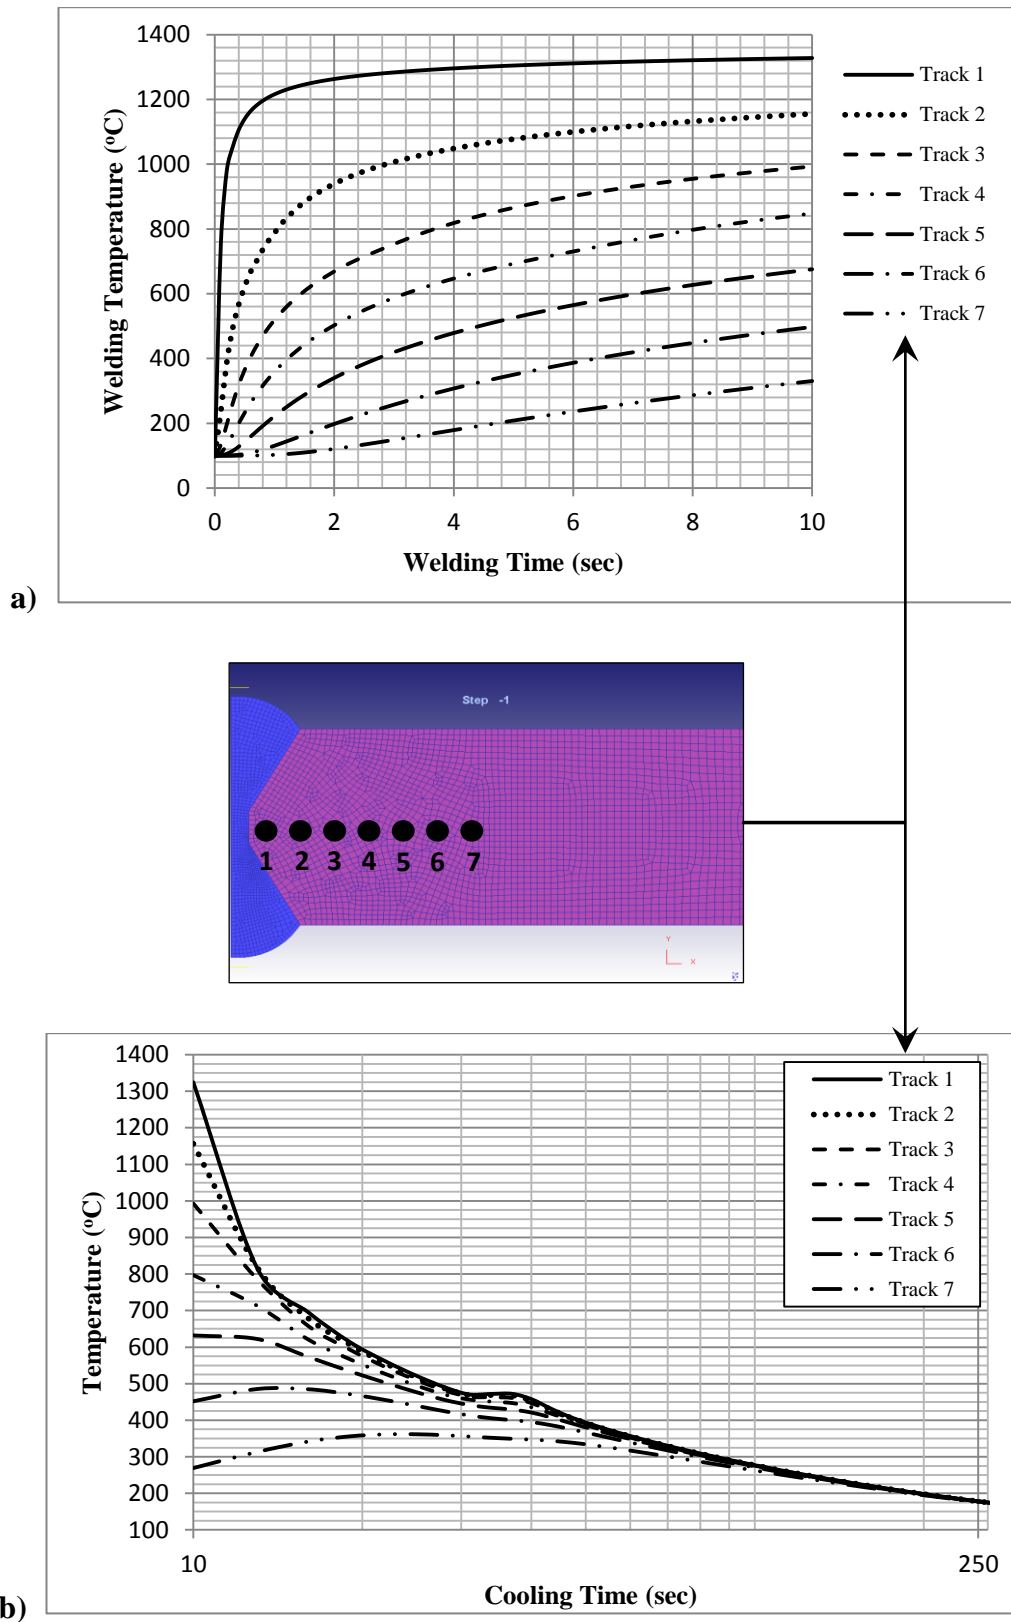 1400
1200
1000
800
600
400
200
0
Welding Temperature (°C)
0 2 4 6 8 10
Welding Time (sec)
Track 1
Track 2
Track 3
Track 4
Track 5
Track 6
Track 7
a)
Step -1
1 2 3 4 5 6 7
Y
X
1400
1300
1200
1100
1000
900
800
700
600
500
400
300
200
100
Temperature (°C)
Track 1
Track 2
Track 3
Track 4
Track 5
Track 6
Track 7
10 250
Cooling Time (sec)
b)